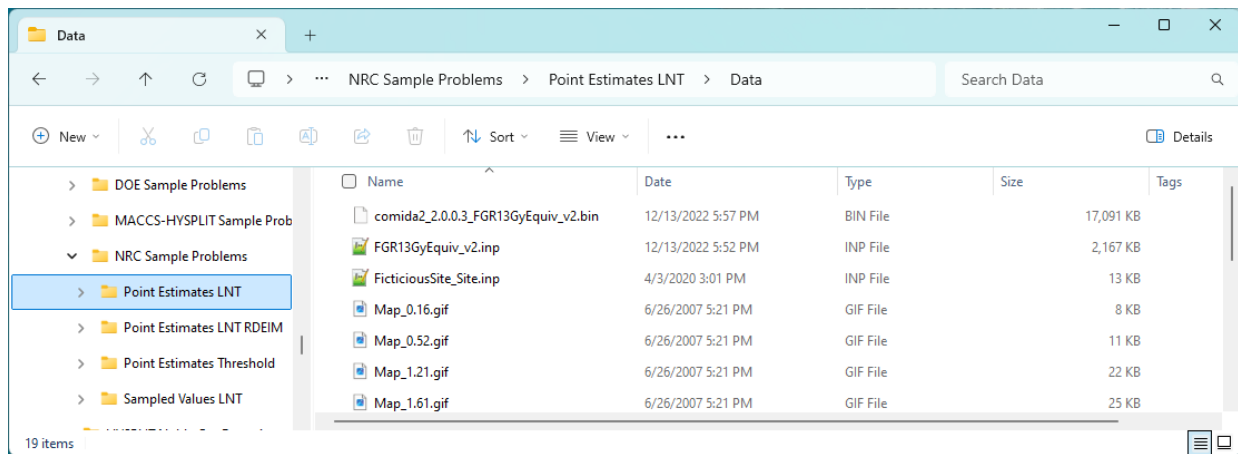 Data
NRC Sample Problems > Point Estimates LNT > Data
Search Data
New
Sort
View
Details
DOE Sample Problems
MACCS-HYSPLIT Sample Prob
NRC Sample Problems
Point Estimates LNT
Point Estimates LNT RDEIM
Point Estimates Threshold
Sampled Values LNT
Name Date Type Size Tags
comida2_2.0.0.3_FGR13GyEquiv_v2.bin 12/13/2022 5:57 PM BIN File 17,091 KB
FGR13GyEquiv_v2.inp 12/13/2022 5:52 PM INP File 2,167 KB
FicticiousSite_Site.inp 4/3/2020 3:01 PM INP File 13 KB
Map_0.16.gif 6/26/2007 5:21 PM GIF File 8 KB
Map_0.52.gif 6/26/2007 5:21 PM GIF File 11 KB
Map_1.21.gif 6/26/2007 5:21 PM GIF File 22 KB
Map_1.61.gif 6/26/2007 5:21 PM GIF File 25 KB
19 items